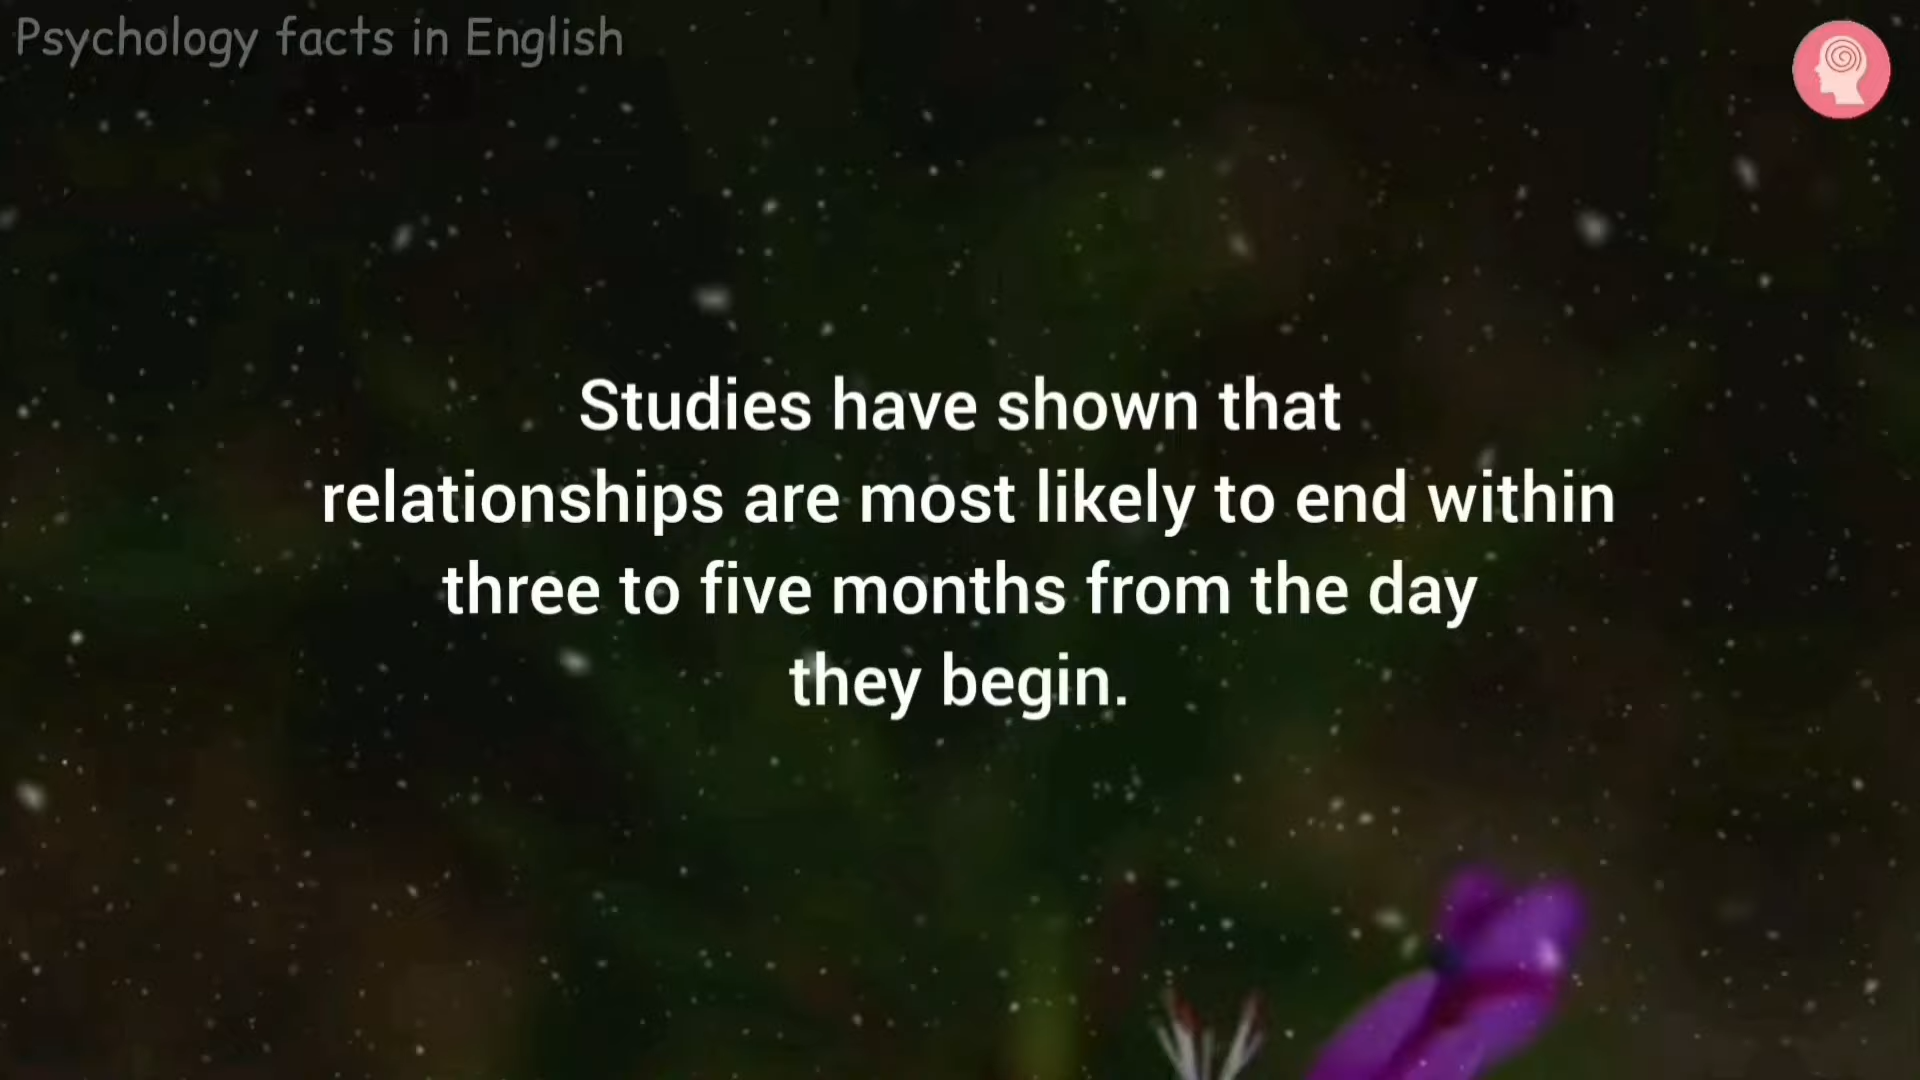 Psychology facts in English
Studies have shown that
relationships are most likely to end within
three to five months from the day
they begin.